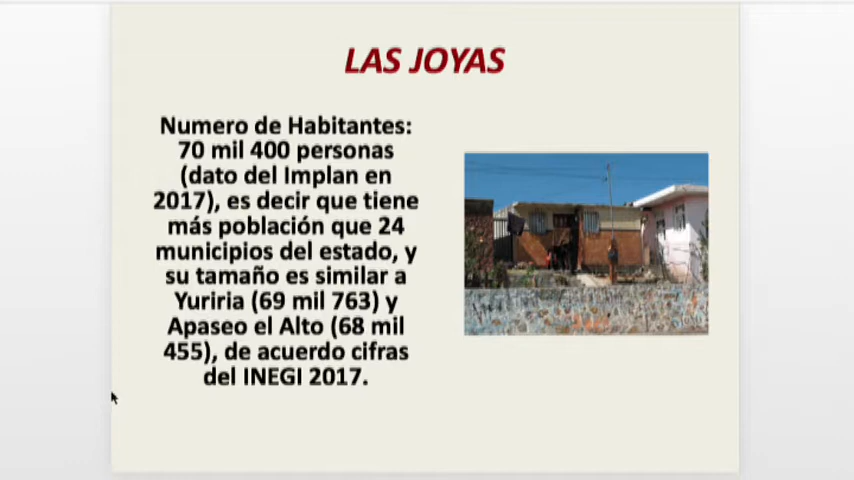 LAS JOYAS
Numero de Habitantes:
70 mil 400 personas
(dato del Implan en
2017), es decir que tiene
más población que 24
municipios del estado, y
su tamaño es similar a
Yuriria (69 mil 763) y
Apaseo el Alto (68 mil
455), de acuerdo cifras
del INEGI 2017.